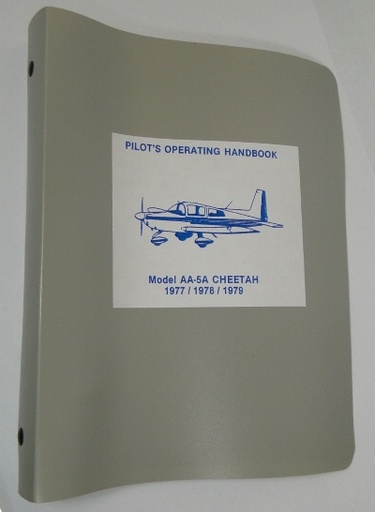 PILOT'S OPERATING HANDBOOK
Model AA-5A CHEETAH
1977 / 1978 / 1979